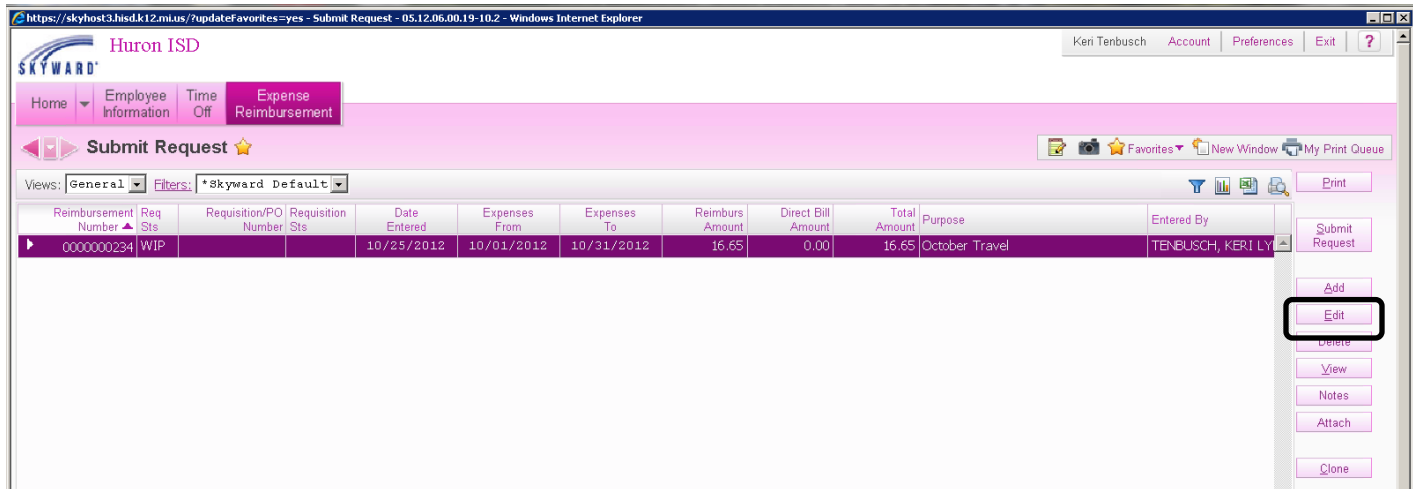 https://skyhost3.hisd.k12.mi.us/?updateFavorites=yes - Submit Request - 05.12.06.00.19-10.2 - Windows Internet Explorer
SKYWARD Huron ISD
Keri Tenbusch Account Preferences Exit ?
Home Employee Information Time Off Expense Reimbursement
Submit Request
Favorites New Window My Print Queue
Views: General Filters: *Skyward Default
Print
Reimbursement Number Req Sts Requisition/PO Number Requisition Sts Date Entered Expenses From Expenses To Reimburs Amount Direct Bill Amount Total Amount Purpose Entered By
0000000234 WIP 10/25/2012 10/01/2012 10/31/2012 16.65 0.00 16.65 October Travel TENBUSCH, KERI LY
Submit Request
Add
Edit
Delete
View
Notes
Attach
Clone